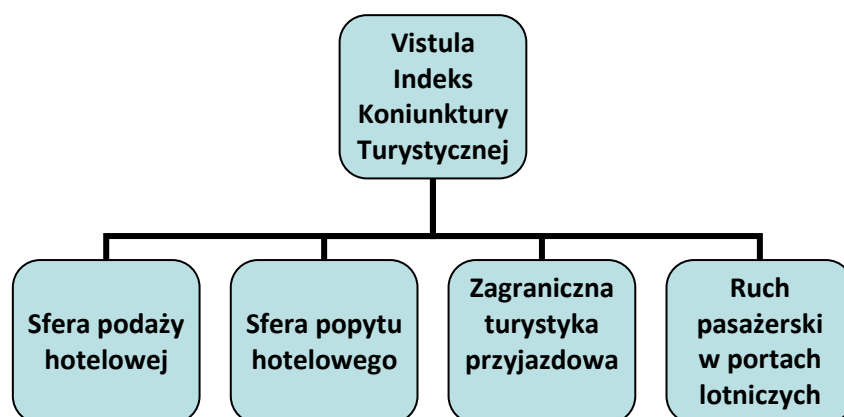 Vistula
Indeks
Koniunktury
Turystycznej
Sfera podaży
hotelowej
Sfera popytu
hotelowego
Zagraniczna
turystyka
przyjazdowa
Ruch
pasażerski
w portach
lotniczych